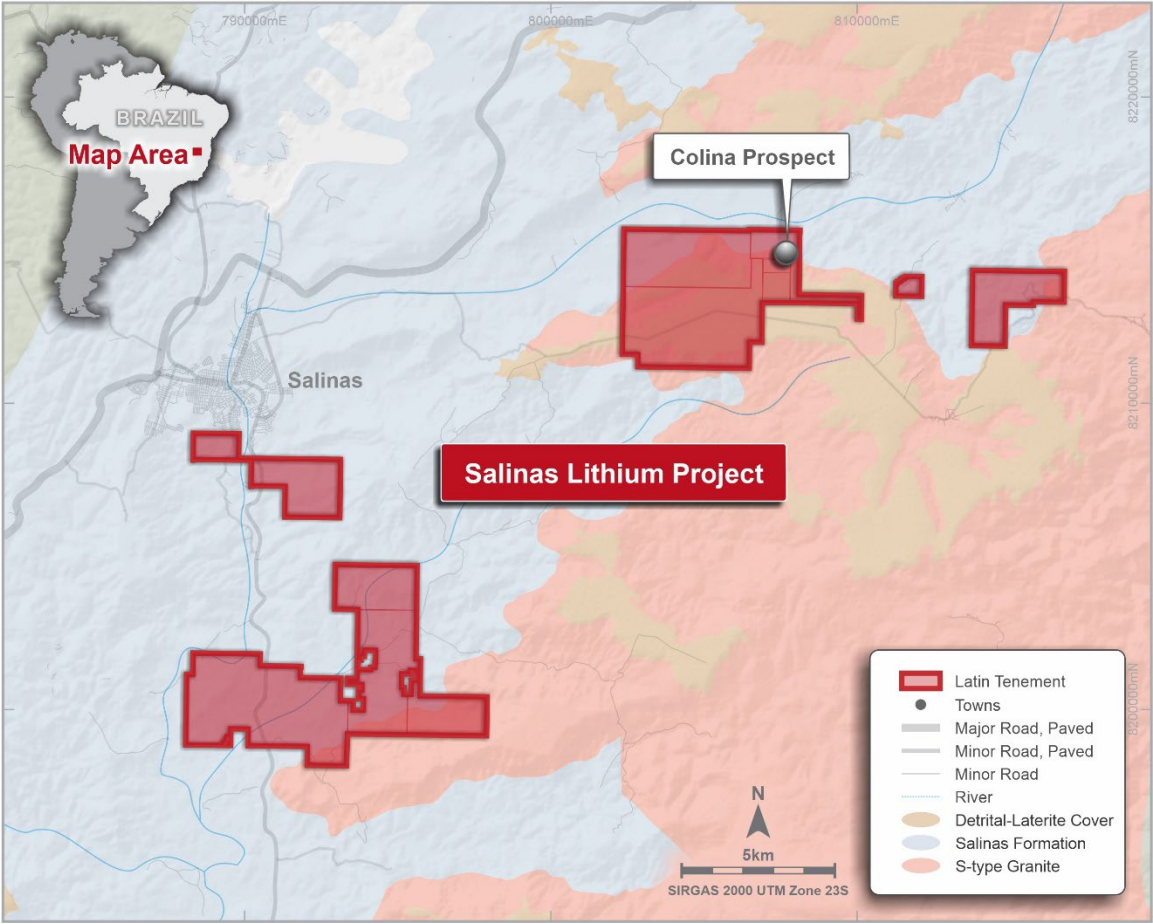 790000mE
800000mE
810000mE
8220000mN
8210000mN
8200000mN
BRAZIL
Map Area
Colina Prospect
Salinas
Salinas Lithium Project
Latin Tenement
Towns
Major Road, Paved
Minor Road, Paved
Minor Road
River
Detrital-Laterite Cover
Salinas Formation
S-type Granite
N
5km
SIRGAS 2000 UTM Zone 23S